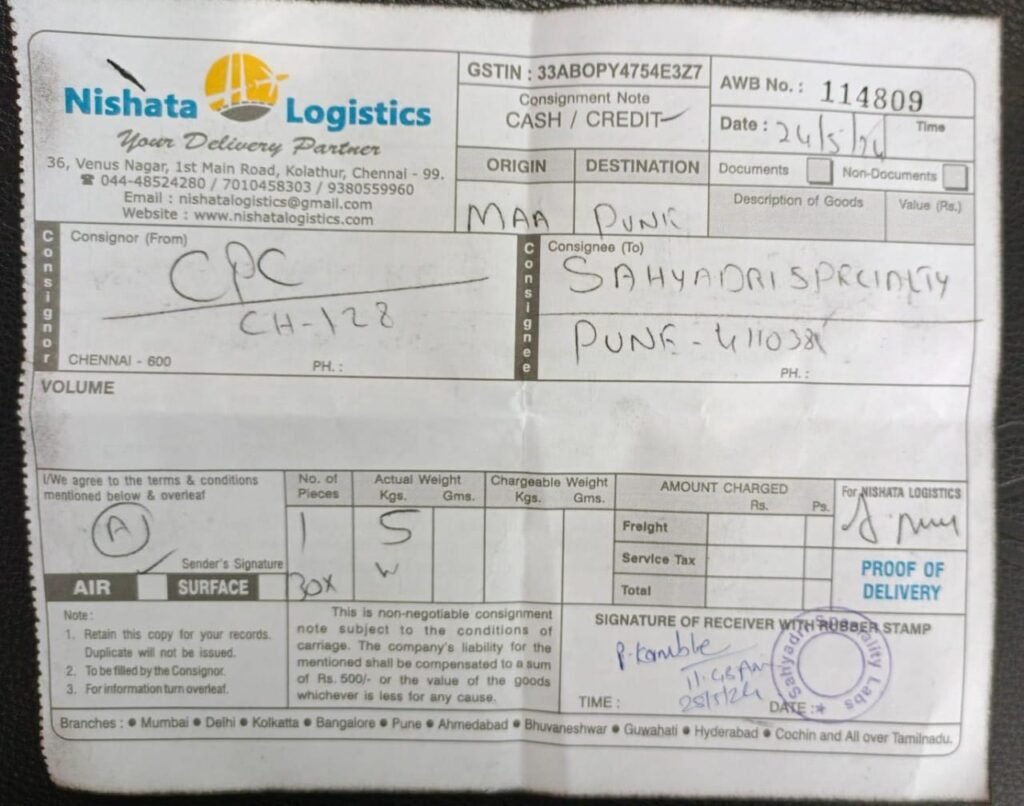 Nishata Logistics
Your Delivery Partner
36, Venus Nagar, 1st Main Road, Kolathur, Chennai - 99.
☎ 044-48524280 / 7010458303 / 9380559960
Email : nishatalogistics@gmail.com
Website : www.nishatalogistics.com
GSTIN : 33ABOPY4754E3Z7
Consignment Note
CASH / CREDIT
AWB No. : 114809
Date : 24/5/24 Time
ORIGIN DESTINATION
MAA PUNE
Documents Non-Documents
Description of Goods Value (Rs.)
Consignor
Consignor (From)
CPC
CH-128
CHENNAI - 600 PH. :
Consignee
Consignee (To)
SAHYADRI SPECIALTY
PUNE - 411038
PH. :
VOLUME
I/We agree to the terms & conditions
mentioned below & overleaf
A
Sender's Signature
AIR SURFACE
No. of Pieces
1
BOX
Actual Weight
Kgs. Gms.
5
W
Chargeable Weight
Kgs. Gms.
AMOUNT CHARGED
Rs. Ps.
Freight
Service Tax
Total
For NISHATA LOGISTICS
PROOF OF
DELIVERY
Note :
1. Retain this copy for your records.
Duplicate will not be issued.
2. To be filled by the Consignor.
3. For information turn overleaf.
This is non-negotiable consignment
note subject to the conditions of
carriage. The company's liability for the
mentioned shall be compensated to a sum
of Rs. 500/- or the value of the goods
whichever is less for any cause.
SIGNATURE OF RECEIVER WITH RUBBER STAMP
P. Kamble
11.48 AM
25/5/24
TIME : DATE :
Sahyadri Speciality Labs
Branches : ● Mumbai ● Delhi ● Kolkatta ● Bangalore ● Pune ● Ahmedabad ● Bhuvaneshwar ● Guwahati ● Hyderabad ● Cochin and All over Tamilnadu.